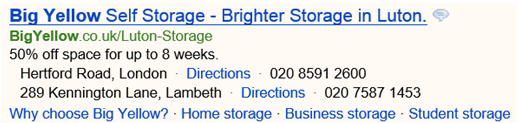 Big Yellow Self Storage - Brighter Storage in Luton.
BigYellow.co.uk/Luton-Storage
50% off space for up to 8 weeks.
Hertford Road, London · Directions · 020 8591 2600
289 Kennington Lane, Lambeth · Directions · 020 7587 1453
Why choose Big Yellow? · Home storage · Business storage · Student storage